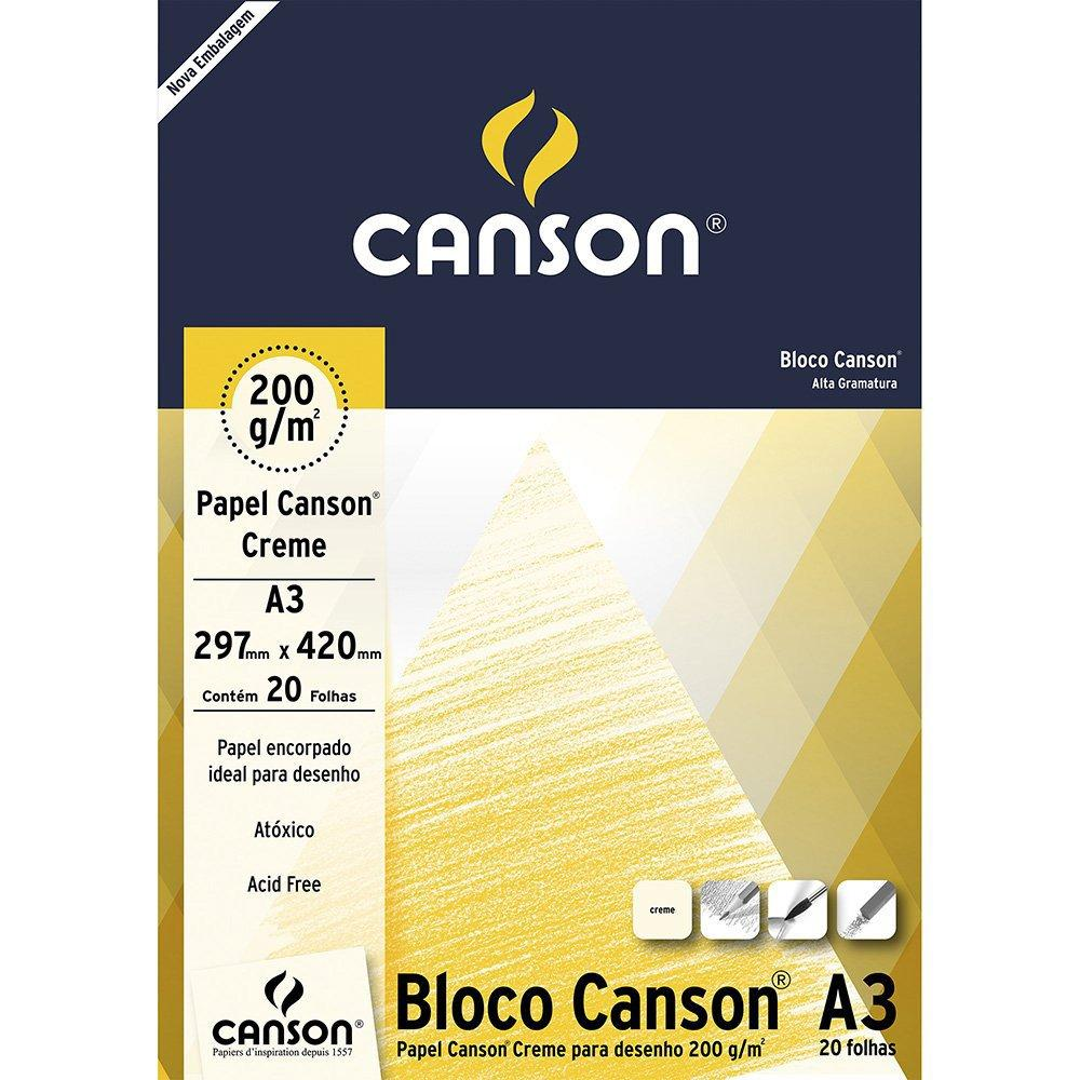 Nova Embalagem
CANSON®
Bloco Canson®
Alta Gramatura
200
g/m²
Papel Canson®
Creme
A3
297mm x 420mm
Contém 20 Folhas
Papel encorpado
ideal para desenho
Atóxico
Acid Free
creme
CANSON®
Papiers d'inspiration depuis 1557
Bloco Canson® A3
Papel Canson® Creme para desenho 200 g/m²
20 folhas